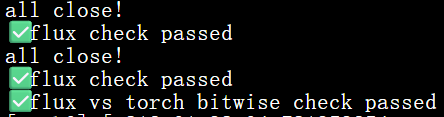 all close!
✅flux check passed
all close!
✅flux check passed
✅flux vs torch bitwise check passed